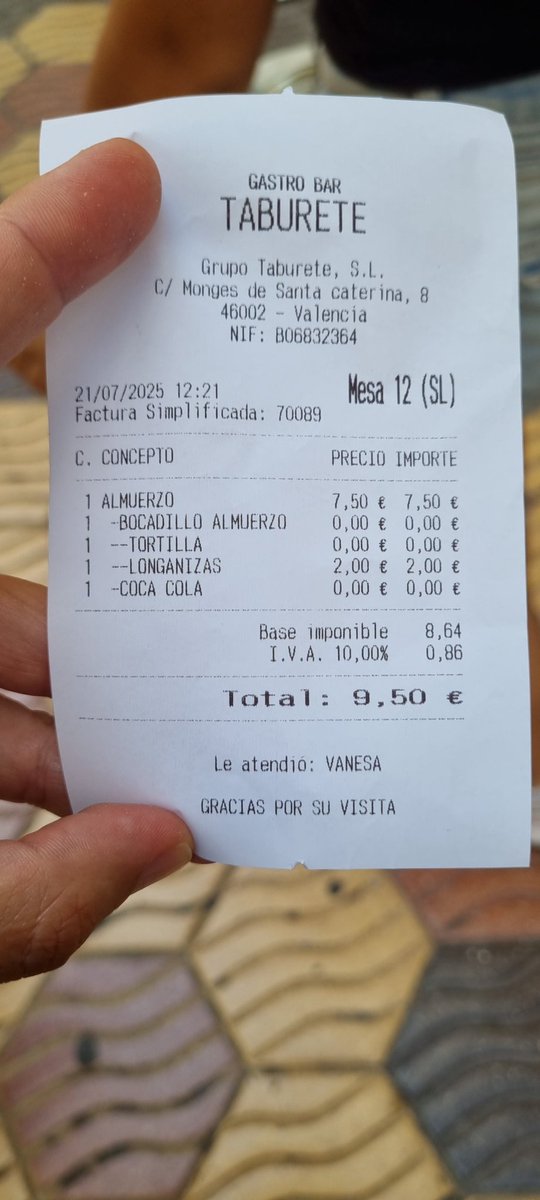 GASTRO BAR
TABURETE
Grupo Taburete, S.L.
C/ Monges de Santa caterina, 8
46002 - Valencia
NIF: B06832364
21/07/2025 12:21 Mesa 12 (SL)
Factura Simplificada: 70089
C. CONCEPTO PRECIO IMPORTE
1 ALMUERZO 7,50 € 7,50 €
1 -BOCADILLO ALMUERZO 0,00 € 0,00 €
1 --TORTILLA 0,00 € 0,00 €
1 --LONGANIZAS 2,00 € 2,00 €
1 -COCA COLA 0,00 € 0,00 €
Base imponible 8,64
I.V.A. 10,00% 0,86
Total: 9,50 €
Le atendió: VANESA
GRACIAS POR SU VISITA